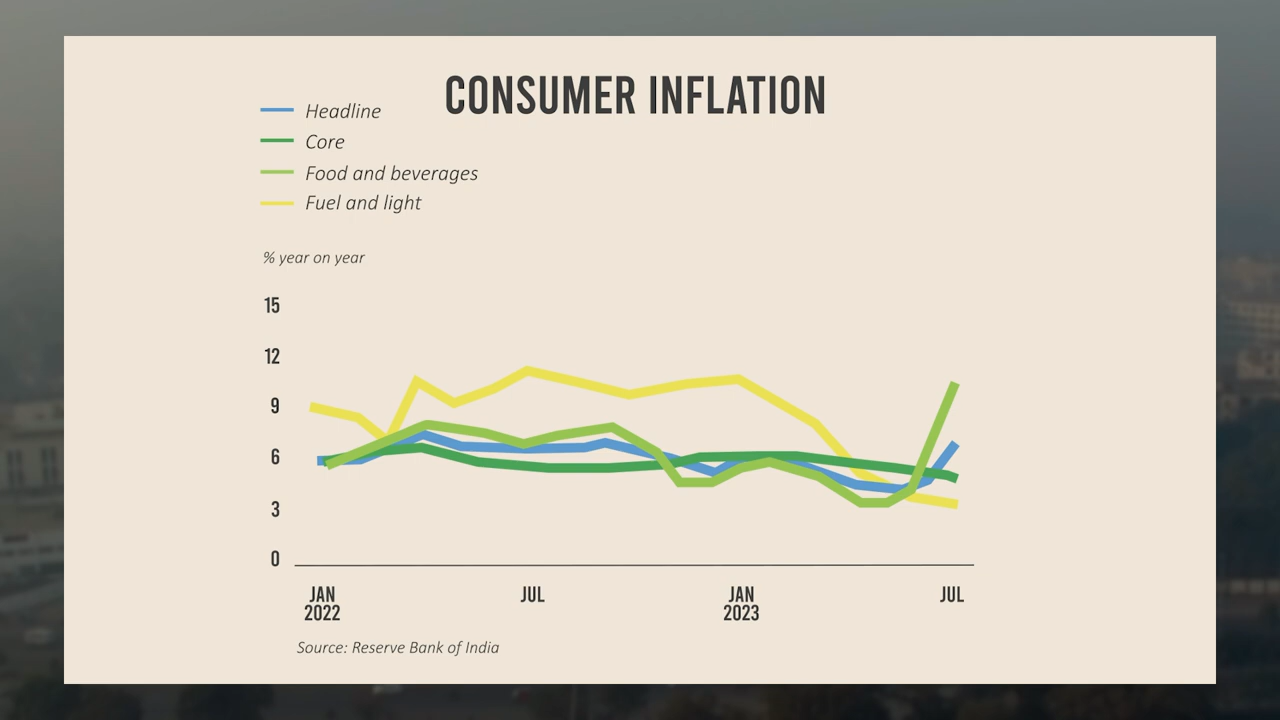 CONSUMER INFLATION
Headline
Core
Food and beverages
Fuel and light
% year on year
15
12
9
6
3
0
JAN JUL JAN JUL
2022 2023
Source: Reserve Bank of India